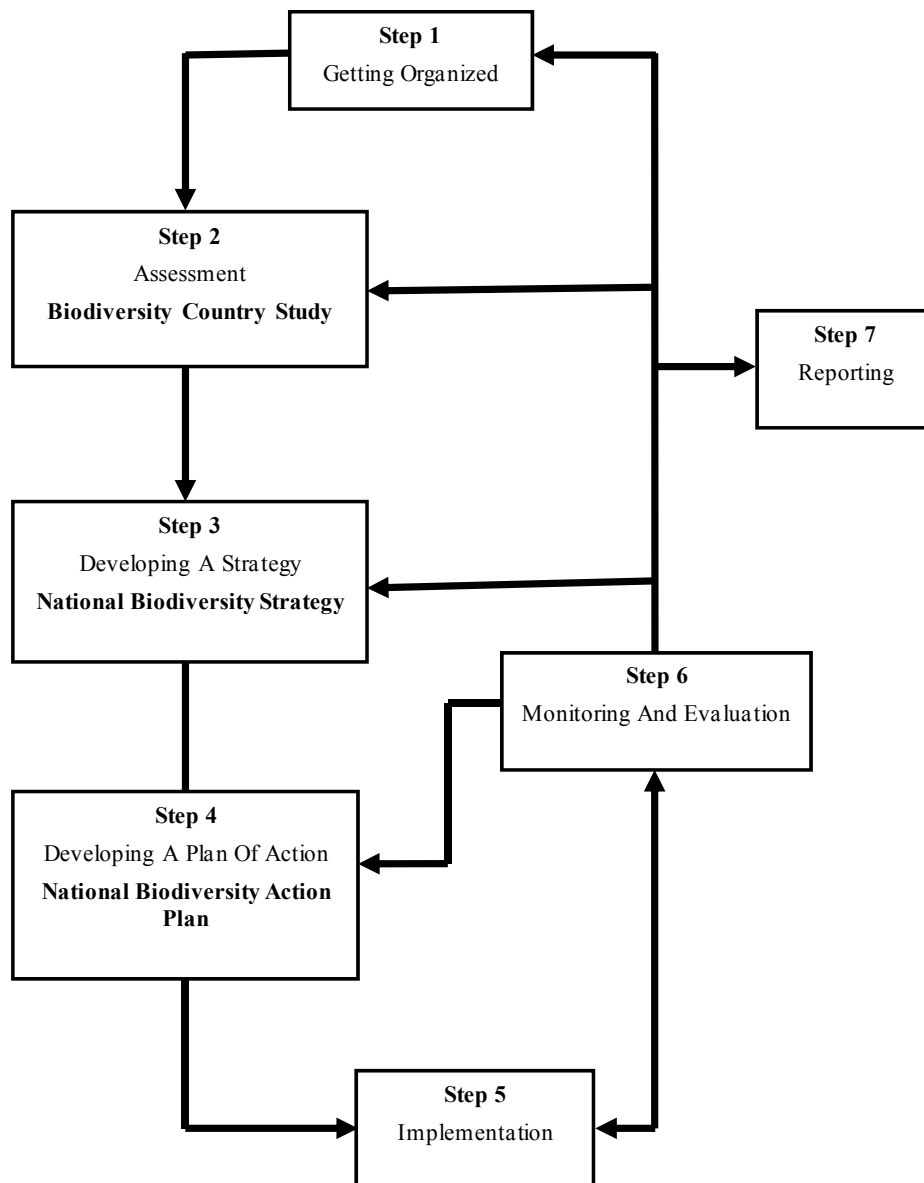 Step 1
Getting Organized
Step 2
Assessment
Biodiversity Country Study
Step 7
Reporting
Step 3
Developing A Strategy
National Biodiversity Strategy
Step 6
Monitoring And Evaluation
Step 4
Developing A Plan Of Action
National Biodiversity Action
Plan
Step 5
Implementation